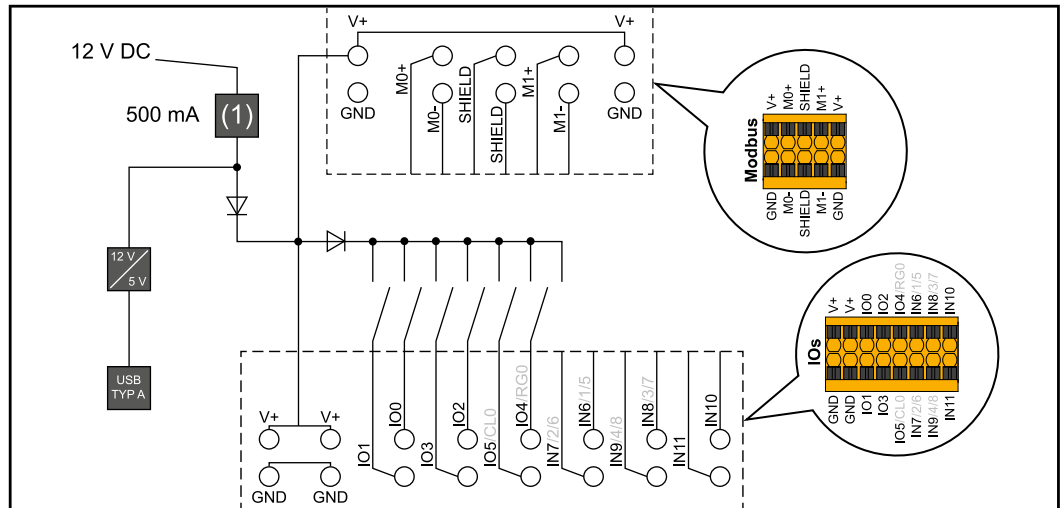 12 V DC
500 mA
(1)
12 V
5 V
USB
TYP A
V+
V+
GND
GND
M0+
M0-
SHIELD
SHIELD
M1+
M1-
Modbus
V+
M0+
SHIELD
M1+
V+
GND
M0-
SHIELD
M1-
GND
V+
V+
GND
GND
IO1
IO0
IO3
IO2
IO5/CL0
IO4/RG0
IN7/2/6
IN6/1/5
IN9/4/8
IN8/3/7
IN11
IN10
IOs
V+
V+
IO0
IO2
IO4/RG0
IN6/1/5
IN8/3/7
IN10
GND
GND
IO1
IO3
IO5/CL0
IN7/2/6
IN9/4/8
IN11